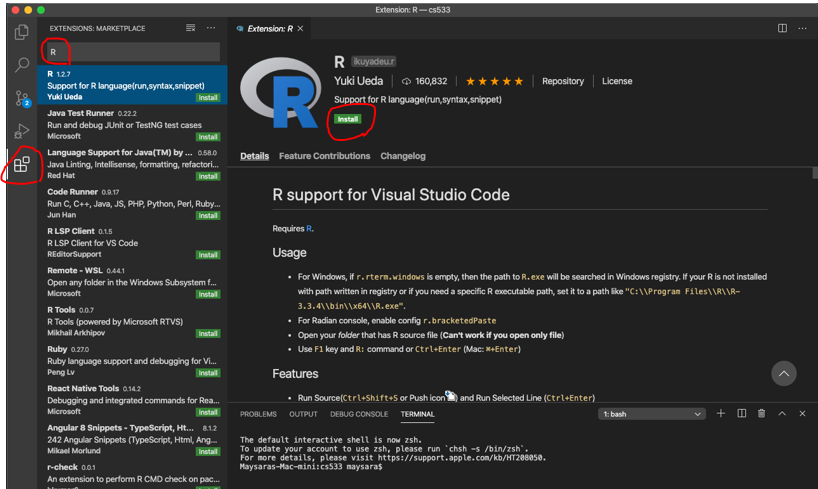 Extension: R — cs533
EXTENSIONS: MARKETPLACE
R
R 1.2.7
Support for R language(run,syntax,snippet)
Yuki Ueda Install
Java Test Runner 0.22.2
Run and debug JUnit or TestNG test cases
Microsoft Install
Language Support for Java(TM) by ... 0.58.0
Java Linting, Intellisense, formatting, refactori...
Red Hat Install
Code Runner 0.9.17
Run C, C++, Java, JS, PHP, Python, Perl, Ruby...
Jun Han Install
R LSP Client 0.1.5
R LSP Client for VS Code
REditorSupport Install
Remote - WSL 0.44.1
Open any folder in the Windows Subsystem f...
Microsoft Install
R Tools 0.0.7
R Tools (powered by Microsoft RTVS)
Mikhail Arkhipov Install
Ruby 0.27.0
Ruby language support and debugging for Vi...
Peng Lv Install
React Native Tools 0.14.2
Debugging and integrated commands for Rea...
Microsoft Install
Angular 8 Snippets - TypeScript, Ht... 8.1.2
242 Angular Snippets (TypeScript, Html, Ang...
Mikael Morlund Install
r-check 0.0.1
An extension to perform R CMD check on pac...
2
Extension: R
R
R ikuyadeu.r
Yuki Ueda 160,832 Repository License
Support for R language(run,syntax,snippet)
Install
Details Feature Contributions Changelog
R support for Visual Studio Code
Requires R.
Usage
• For Windows, if r.rterm.windows is empty, then the path to R.exe will be searched in Windows registry. If your R is not installed
with path written in registry or if you need a specific R executable path, set it to a path like "C:\\Program Files\\R\\R-
3.3.4\\bin\\x64\\R.exe".
• For Radian console, enable config r.bracketedPaste
• Open your folder that has R source file (Can't work if you open only file)
• Use F1 key and R: command or Ctrl+Enter (Mac: ⌘+Enter)
Features
• Run Source(Ctrl+Shift+S or Push icon ) and Run Selected Line (Ctrl+Enter)
PROBLEMS OUTPUT DEBUG CONSOLE TERMINAL 1: bash
The default interactive shell is now zsh.
To update your account to use zsh, please run `chsh -s /bin/zsh`.
For more details, please visit https://support.apple.com/kb/HT208050.
Maysaras-Mac-mini:cs533 maysara$